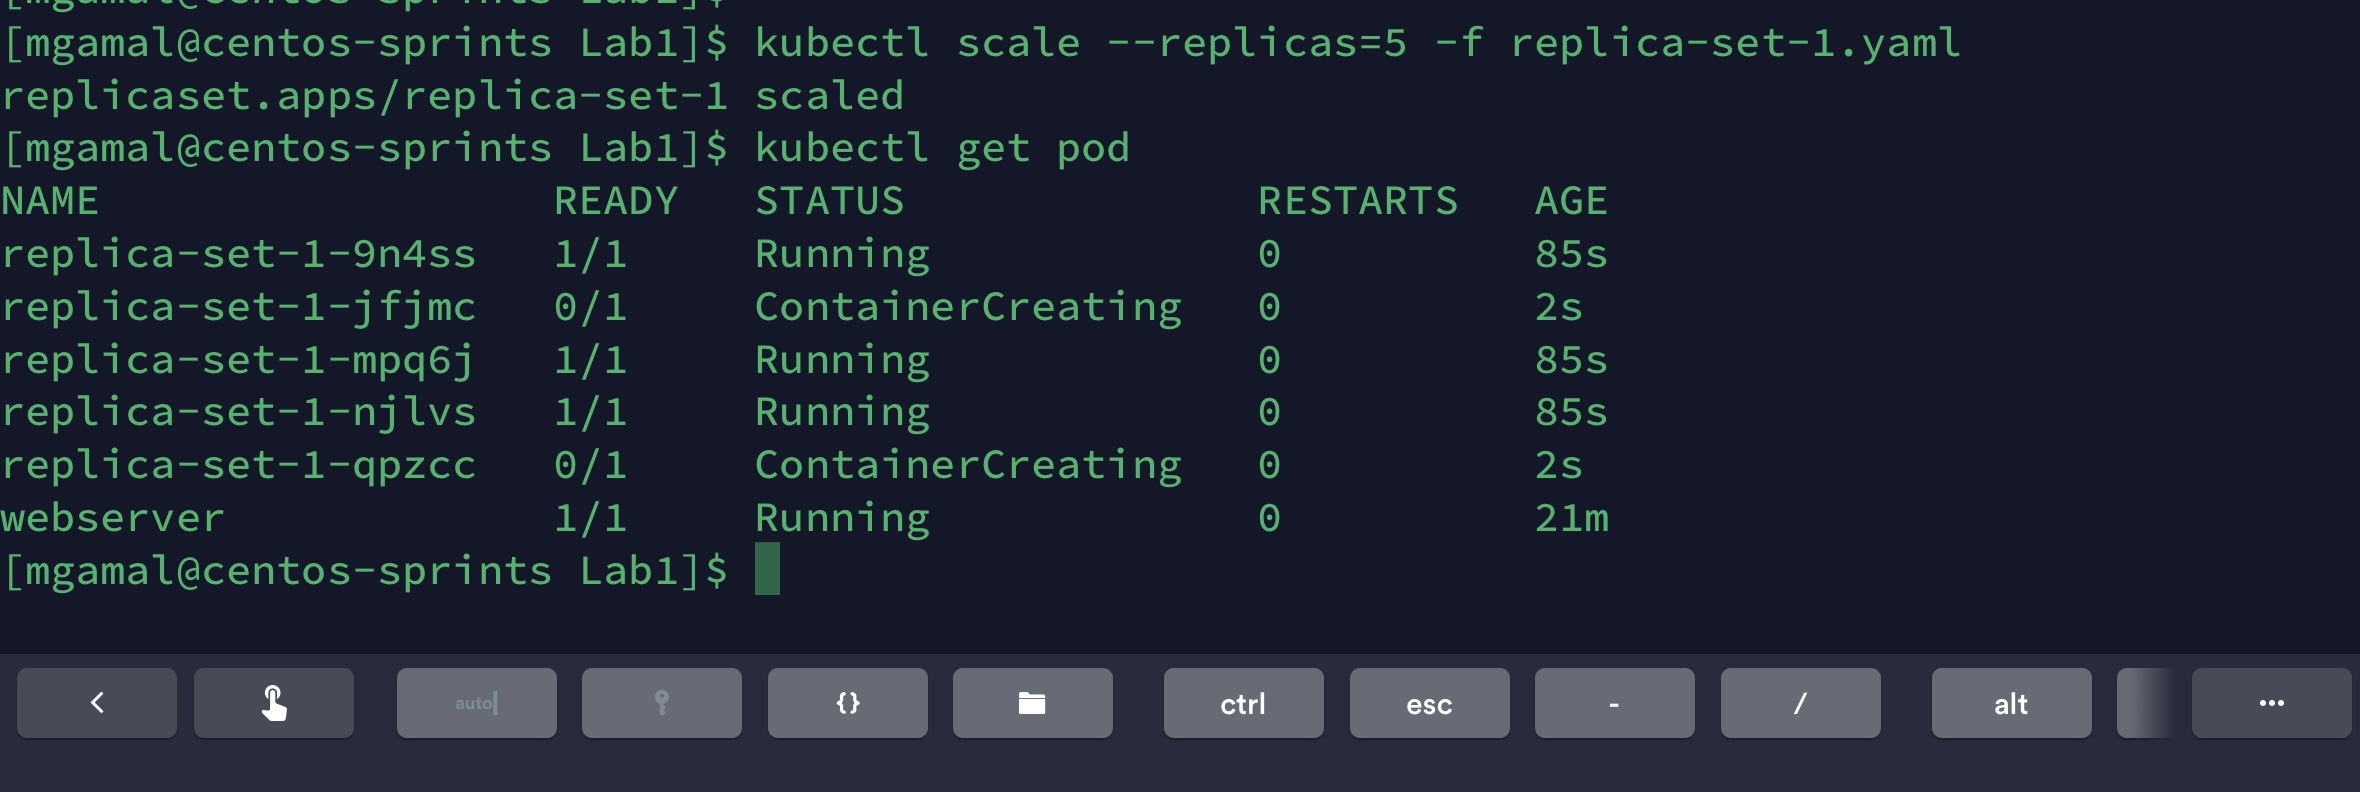 [mgamal@centos-sprints Lab1]$
[mgamal@centos-sprints Lab1]$ kubectl scale --replicas=5 -f replica-set-1.yaml
replicaset.apps/replica-set-1 scaled
[mgamal@centos-sprints Lab1]$ kubectl get pod
NAME READY STATUS RESTARTS AGE
replica-set-1-9n4ss 1/1 Running 0 85s
replica-set-1-jfjmc 0/1 ContainerCreating 0 2s
replica-set-1-mpq6j 1/1 Running 0 85s
replica-set-1-njlvs 1/1 Running 0 85s
replica-set-1-qpzcc 0/1 ContainerCreating 0 2s
webserver 1/1 Running 0 21m
[mgamal@centos-sprints Lab1]$
auto {} ctrl esc - / alt ...